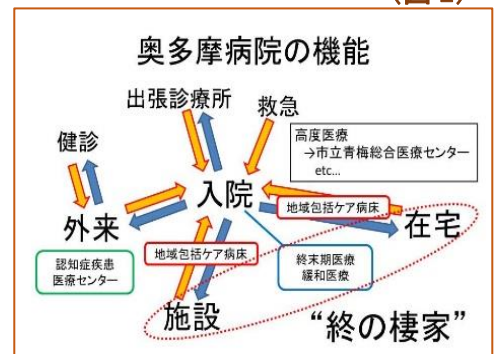 奥多摩病院の機能
出張診療所
救急
健診
高度医療
→市立青梅総合医療センター
etc…
入院
地域包括ケア病床
外来
在宅
認知症疾患
医療センター
地域包括ケア病床
終末期医療
緩和医療
施設
“終の棲家”